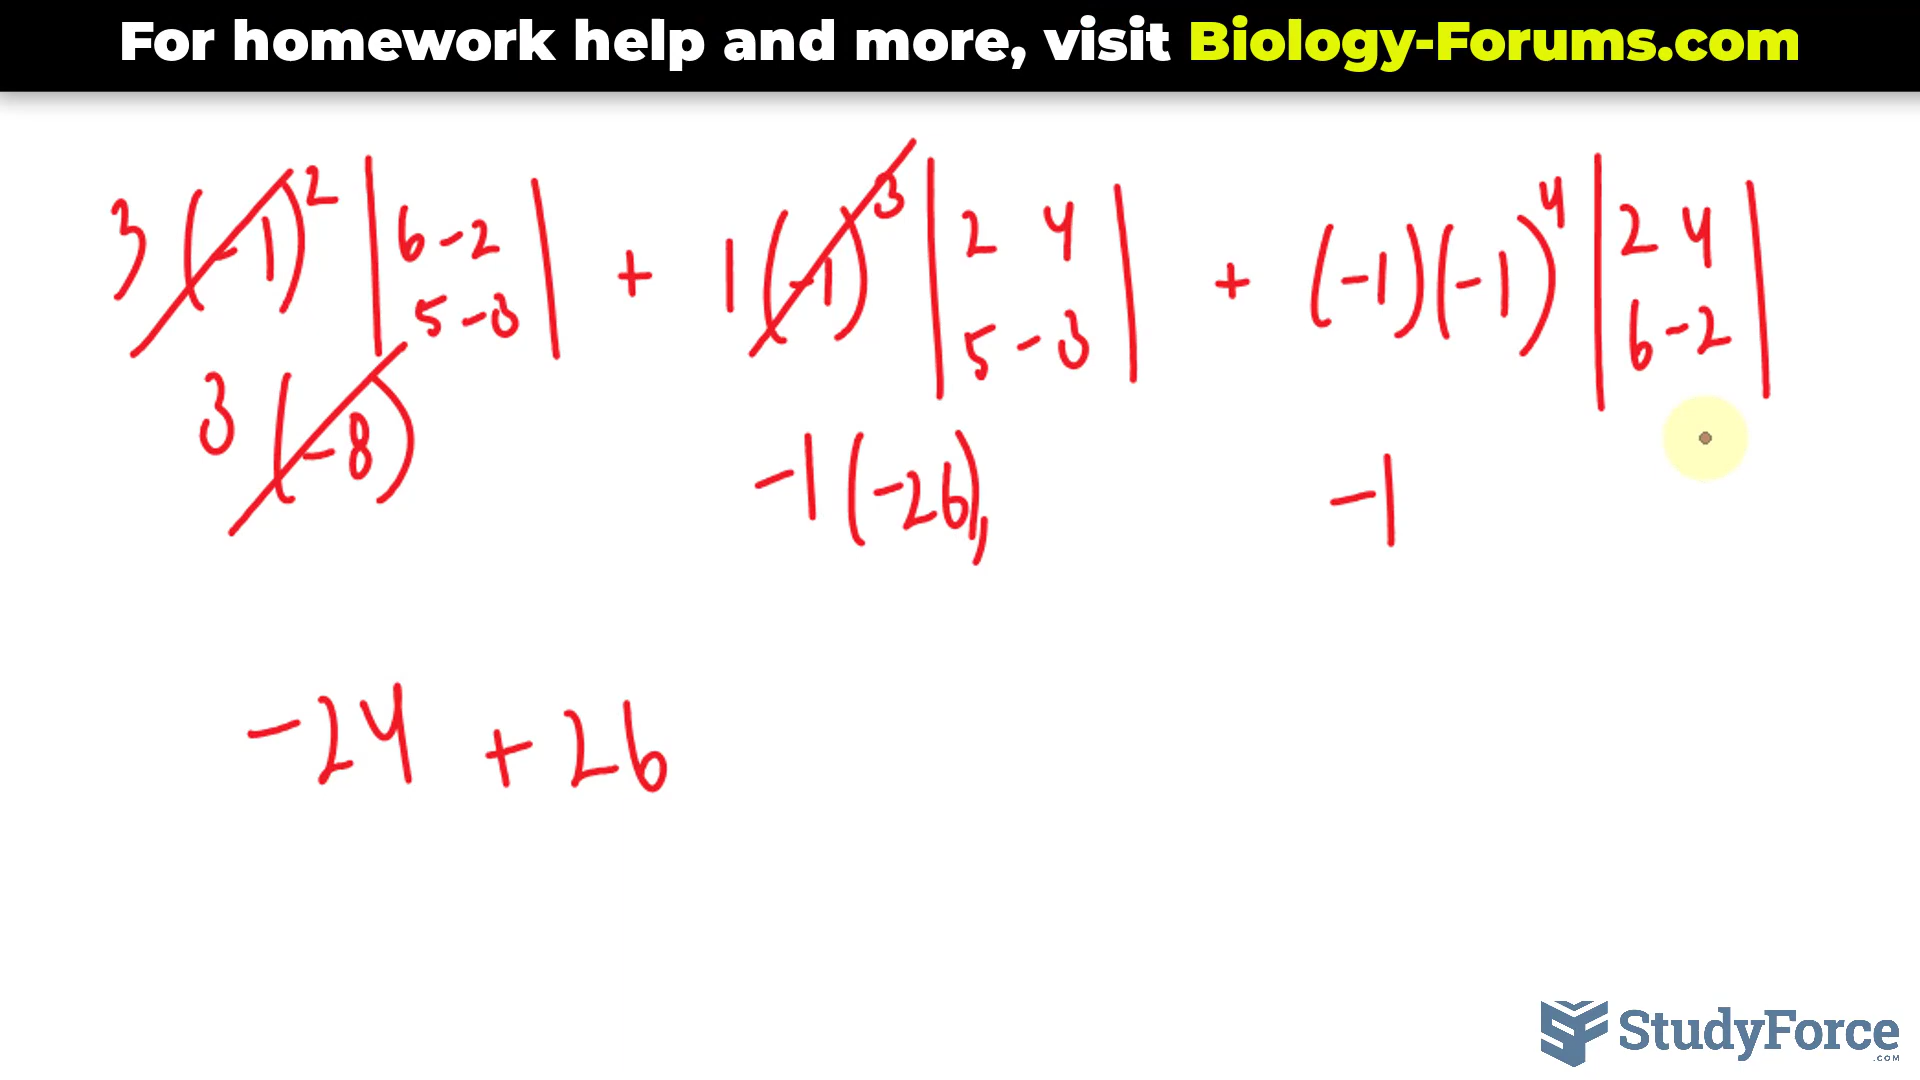 For homework help and more, visit Biology-Forums.com
3 (-1)² | 6 -2 | + 1 (-1)³ | 2 4 | + (-1)(-1)⁴ | 2 4 |
5 -3 5 -3 6 -2
3 (-8) -1 (-26) -1
-24 + 26
StudyForce
.COM